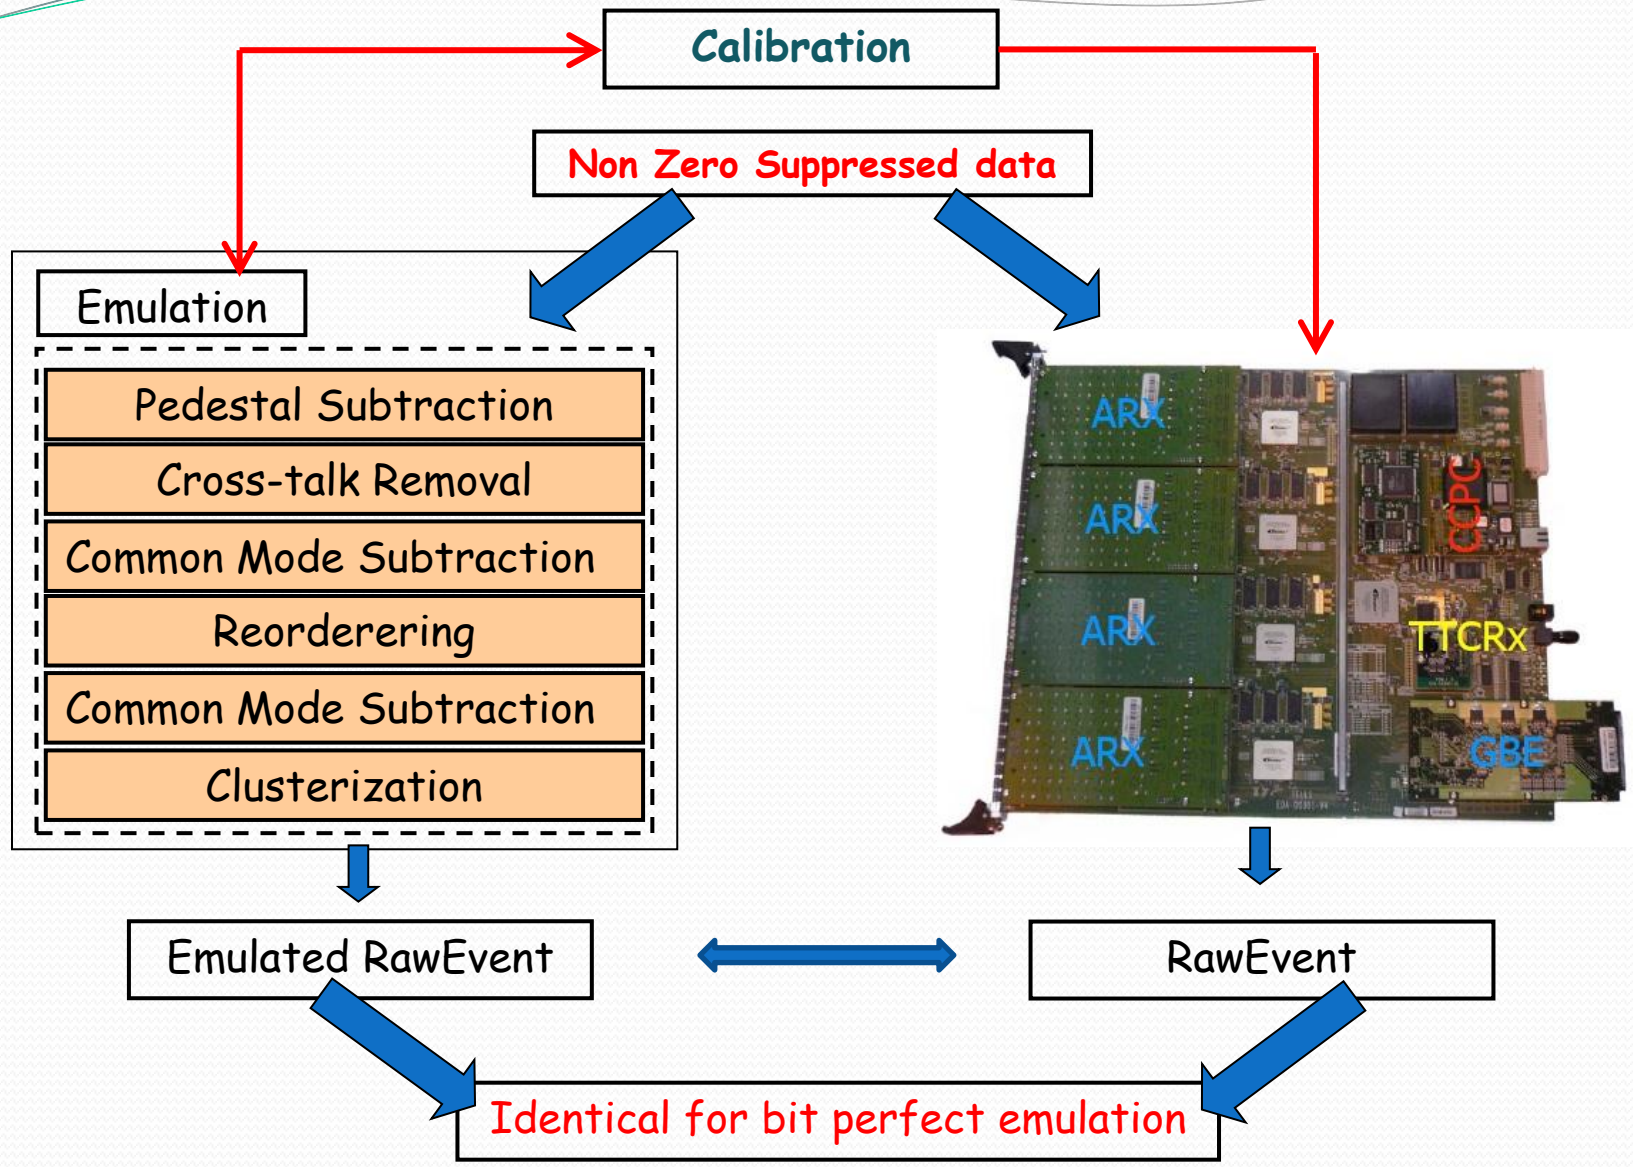 Calibration
Non Zero Suppressed data
Emulation
Pedestal Subtraction
Cross-talk Removal
Common Mode Subtraction
Reorderering
Common Mode Subtraction
Clusterization
ARX
ARX
ARX
ARX
CCPC
TTCRx
GBE
Emulated RawEvent
RawEvent
Identical for bit perfect emulation